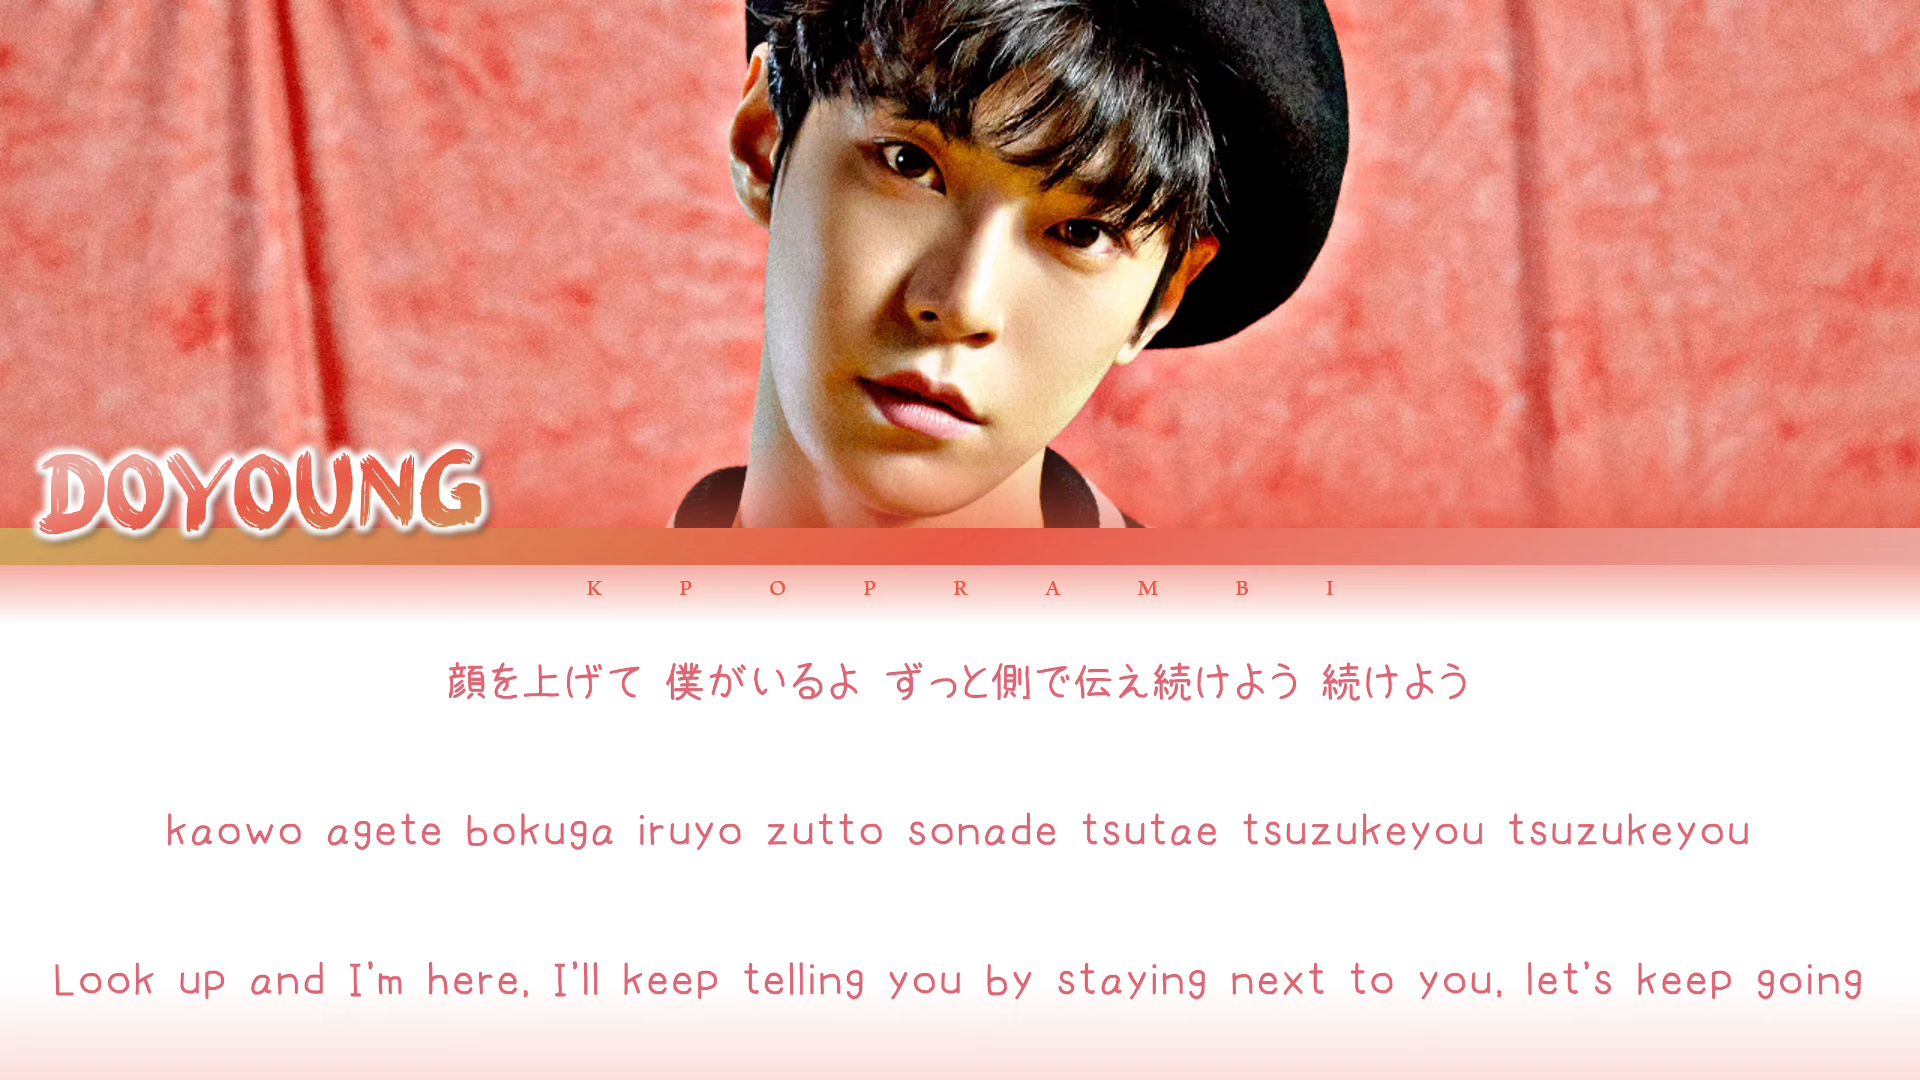 DOYOUNG
KPOPRAMBI
顔を上げて 僕がいるよ ずっと側で伝え続けよう 続けよう
kaowo agete bokuga iruyo zutto sonade tsutae tsuzukeyou tsuzukeyou
Look up and I'm here, I'll keep telling you by staying next to you, let's keep going